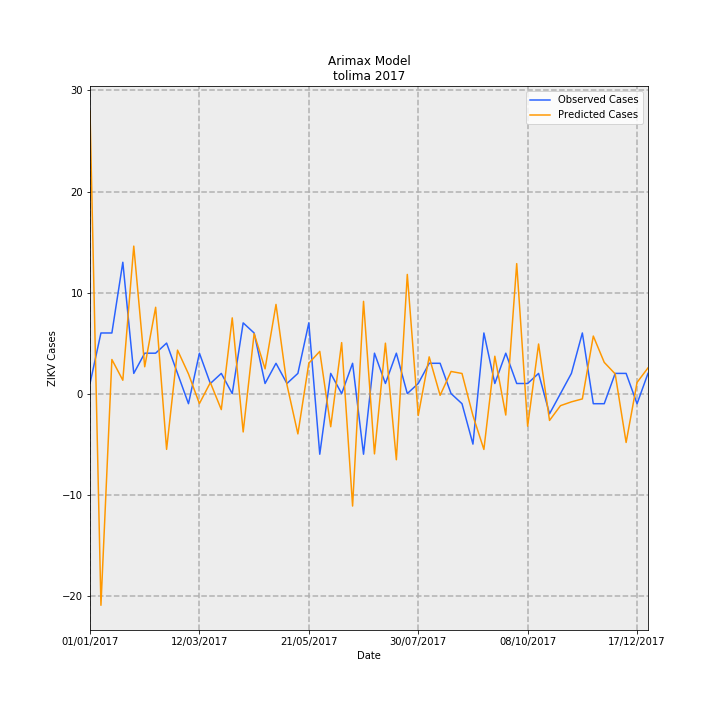 Arimax Model
tolima 2017
Observed Cases
Predicted Cases
30
20
10
0
−10
−20
ZIKV Cases
01/01/2017 12/03/2017 21/05/2017 30/07/2017 08/10/2017 17/12/2017
Date